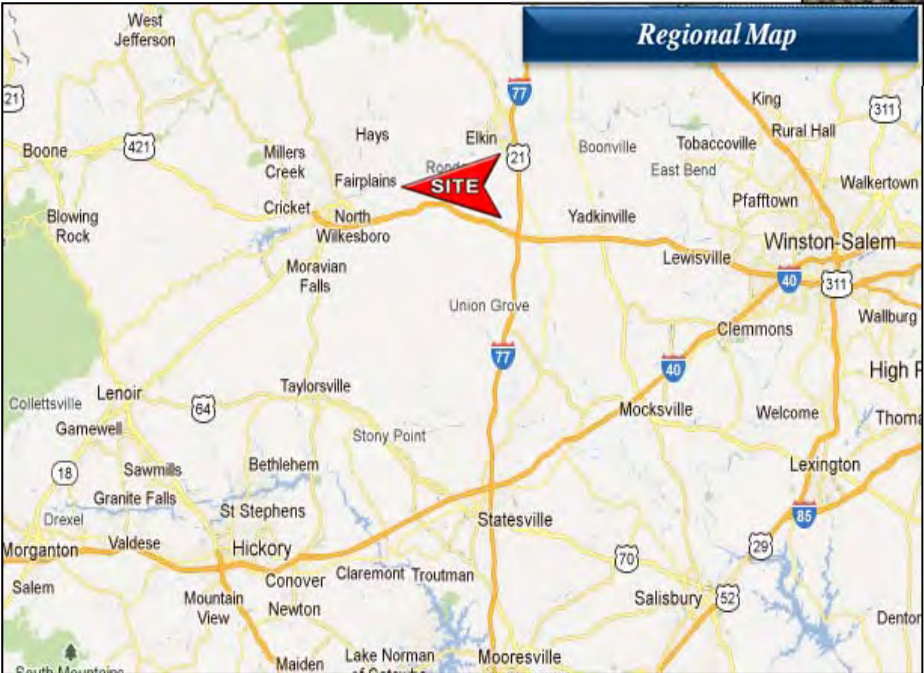 Regional Map
West
Jefferson
77
King
311
21
Rural Hall
Hays
Elkin
Boonville
Tobaccoville
421
Boone
Millers
Creek
21
East Bend
Fairplains
SITE
Walkertown
Pfafftown
Cricket
North
Wilkesboro
Yadkinville
Blowing
Rock
Winston-Salem
Lewisville
Moravian
Falls
40
311
Union Grove
Wallburg
Clemmons
77
40
High P
Lenoir
Taylorsville
Collettsville
64
Mocksville
Welcome
Thoma
Gamewell
Stony Point
18
Sawmills
Bethlehem
Lexington
Granite Falls
St Stephens
Drexel
Statesville
85
Morganton
Valdese
Hickory
29
70
Conover
Claremont
Troutman
Salem
Mountain
View
Newton
Salisbury
52
Denton
Maiden
Lake Norman
Mooresville
South Mountains